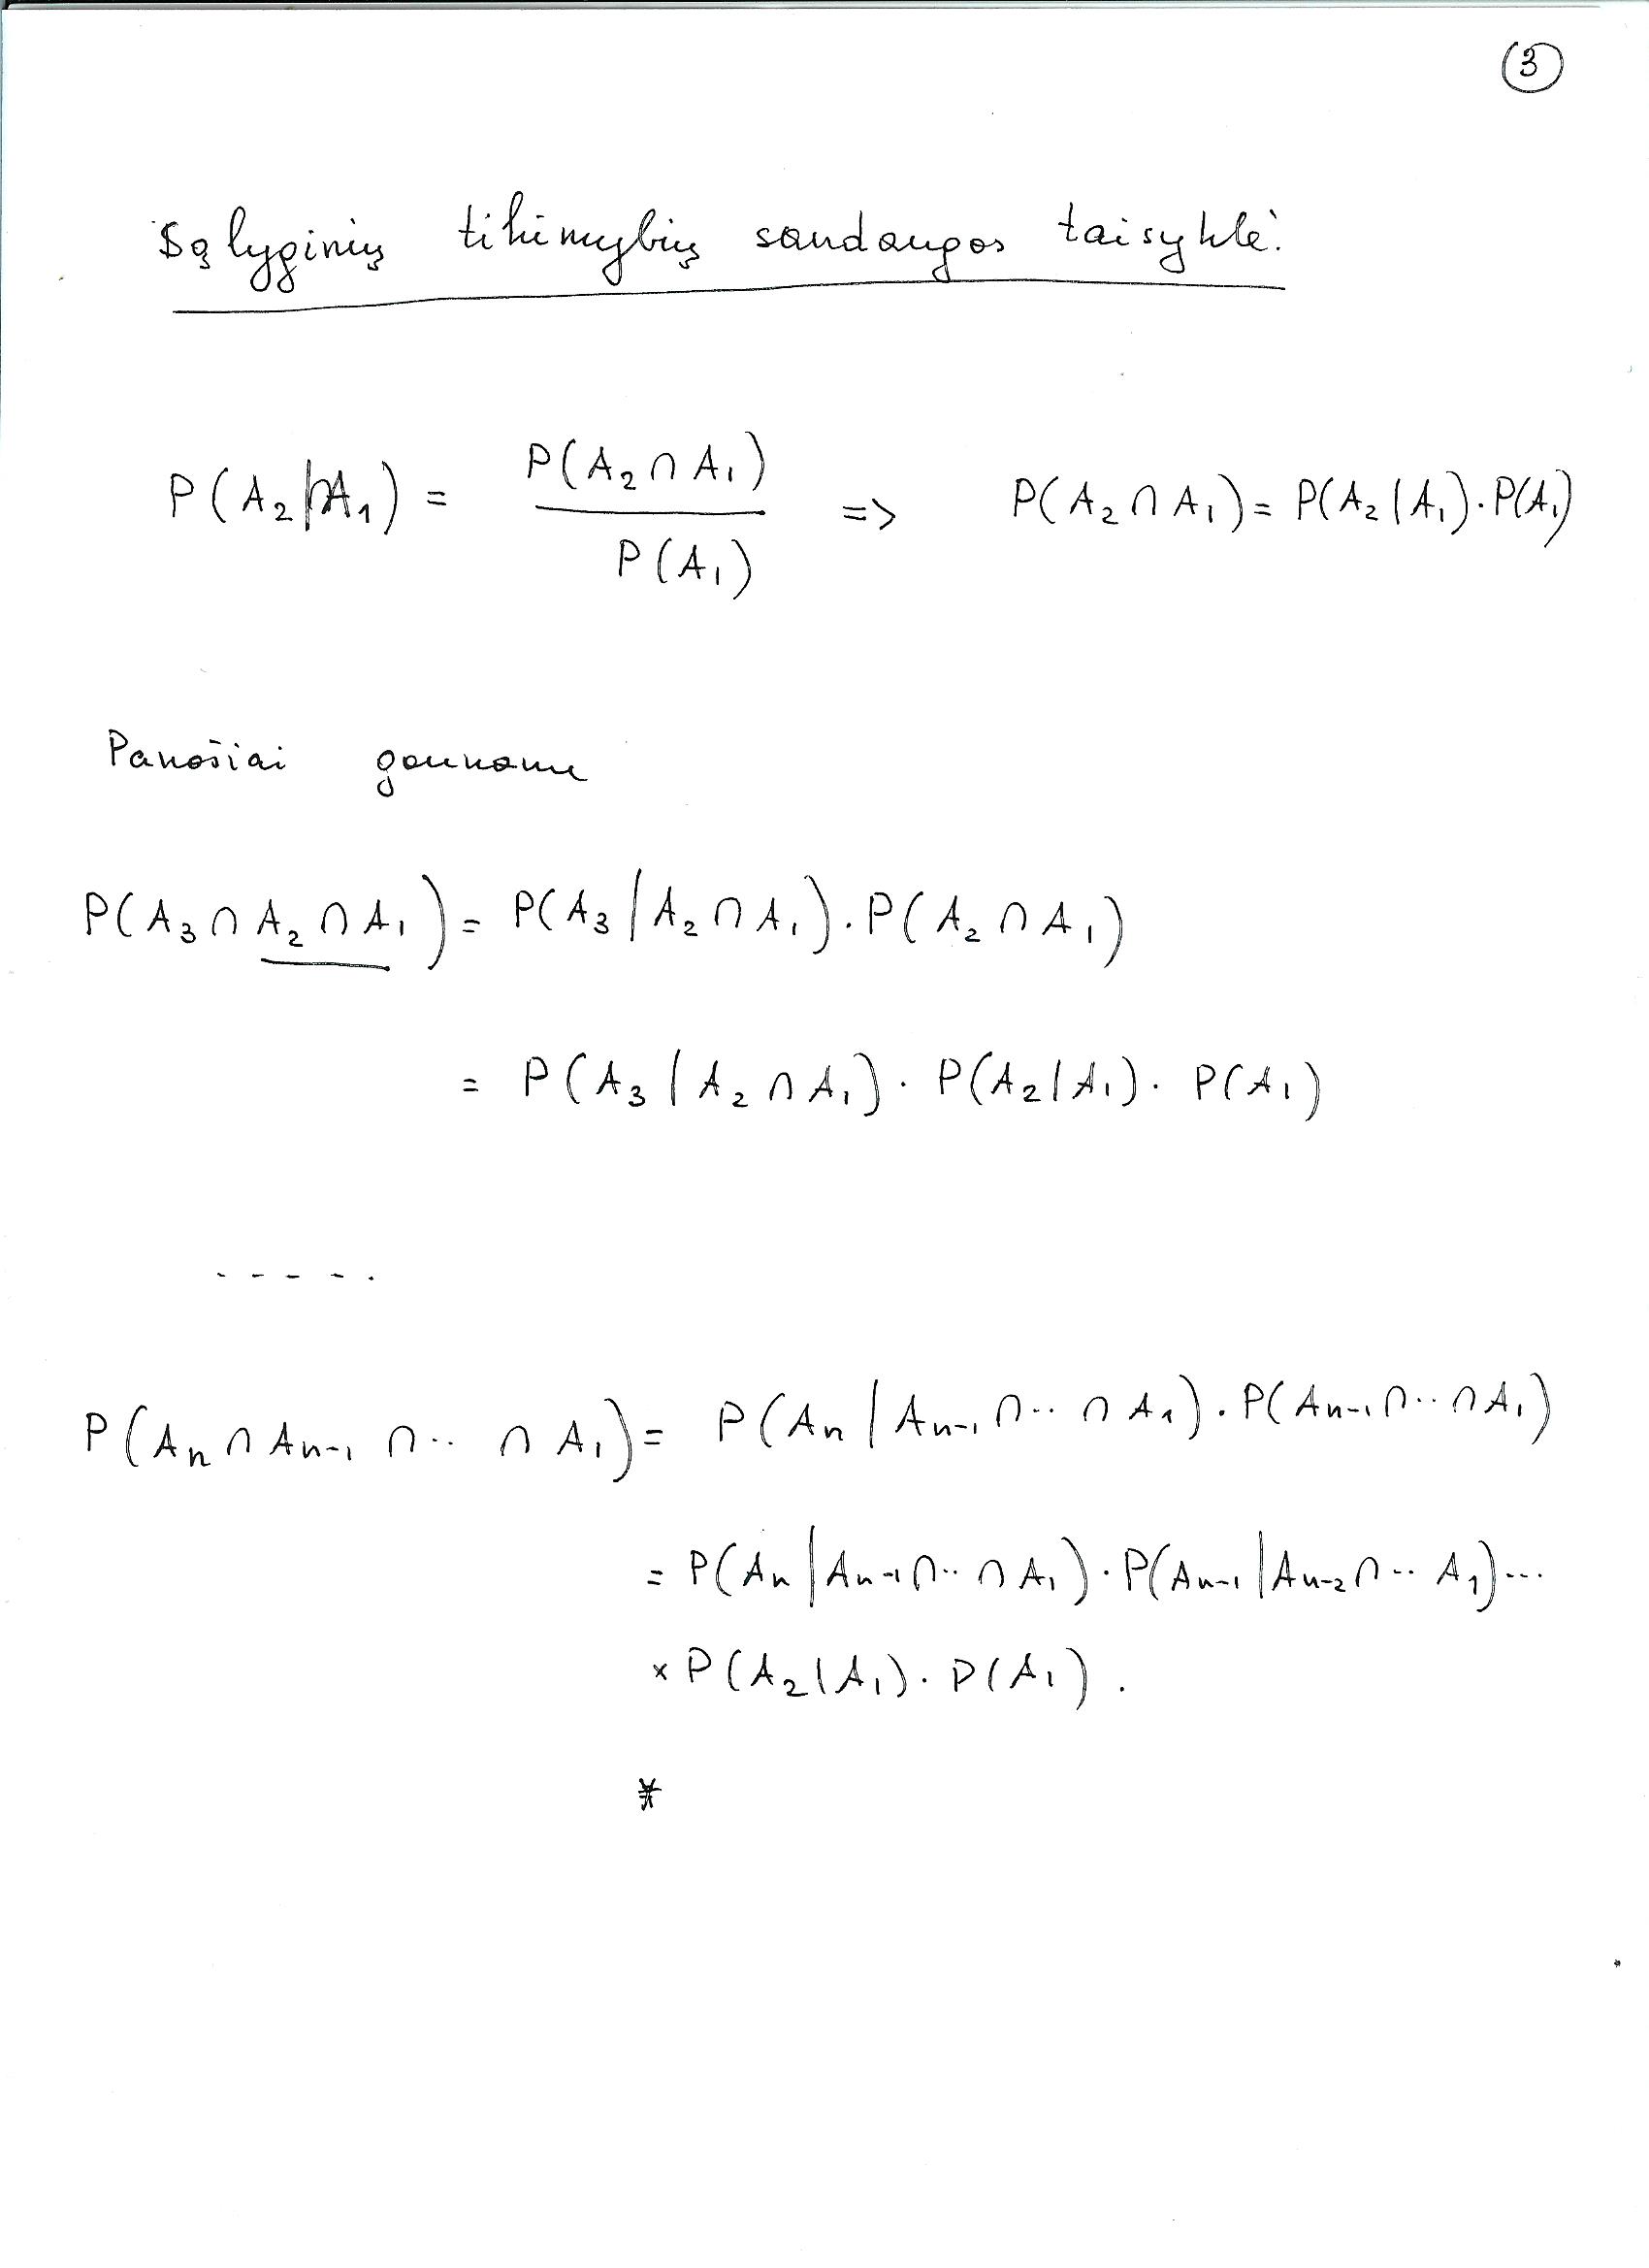 3
Sąlyginių tikimybių sandaugos taisyklė.
P(A₂|A₁) = P(A₂∩A₁) / P(A₁) => P(A₂∩A₁) = P(A₂|A₁)·P(A₁)
Panašiai gauname
P(A₃∩A₂∩A₁) = P(A₃|A₂∩A₁)·P(A₂∩A₁)
= P(A₃|A₂∩A₁)·P(A₂|A₁)·P(A₁)
- - - - .
P(Aₙ∩Aₙ₋₁∩·· ∩A₁) = P(Aₙ|Aₙ₋₁∩·· ∩A₁)·P(Aₙ₋₁∩··∩A₁)
= P(Aₙ|Aₙ₋₁∩··∩A₁)·P(Aₙ₋₁|Aₙ₋₂∩·· A₁)···
× P(A₂|A₁)·P(A₁).
*